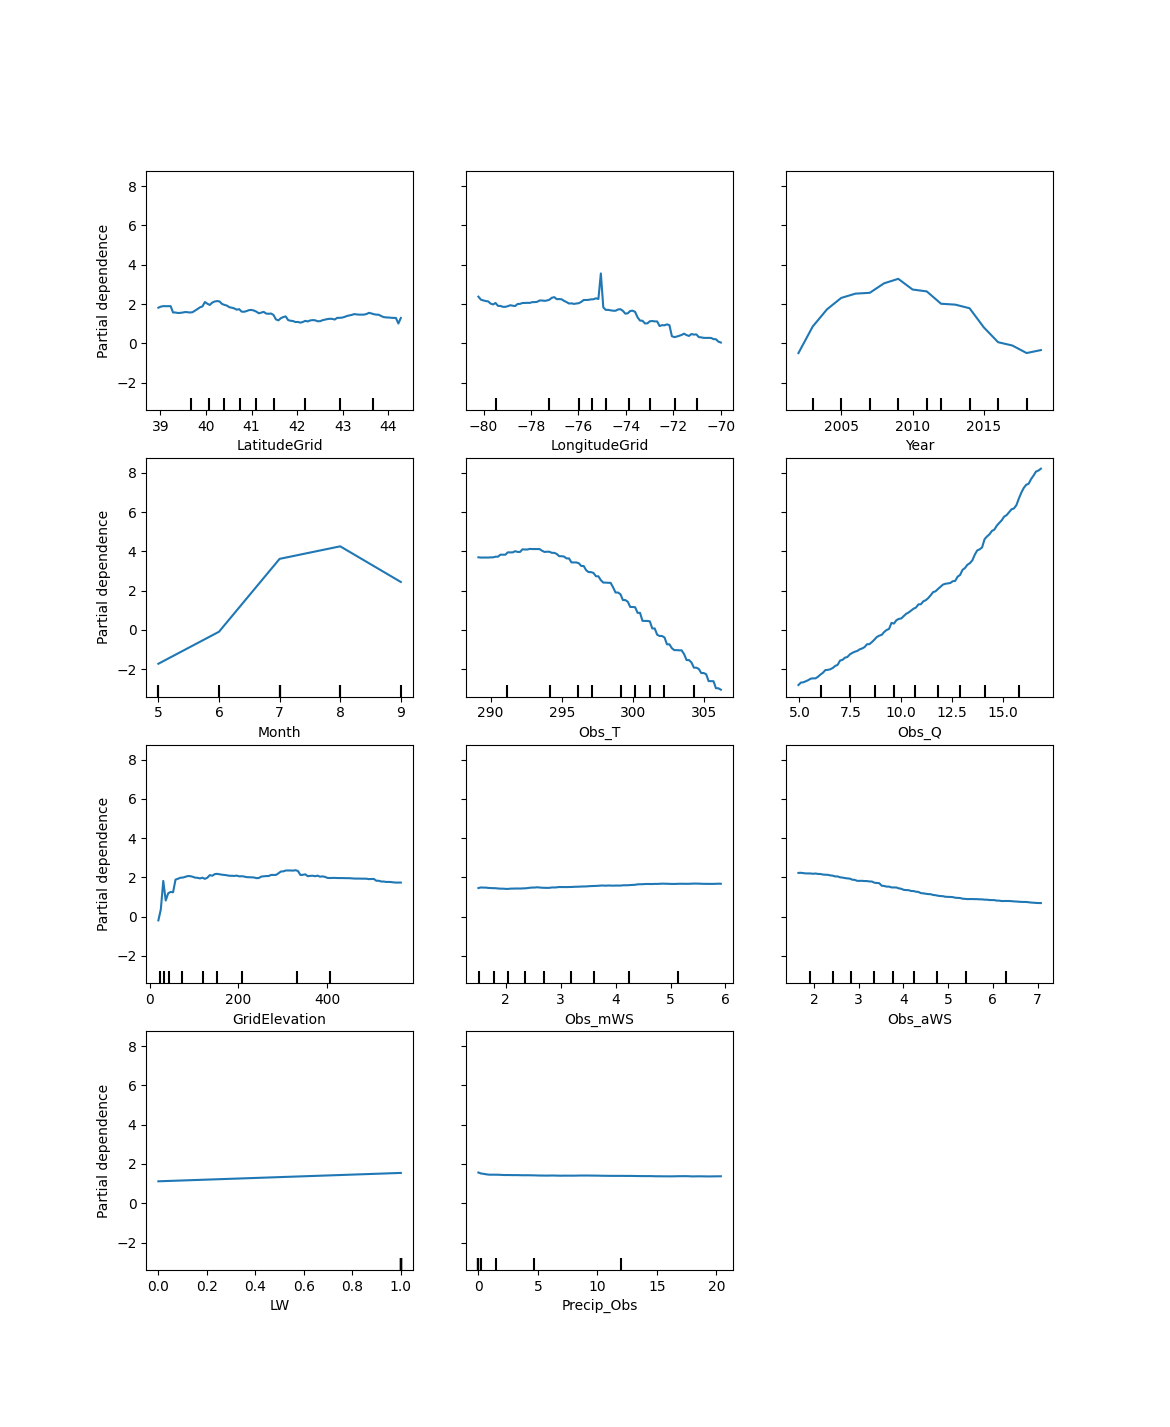 8
6
4
2
0
−2
Partial dependence
39 40 41 42 43 44
LatitudeGrid
−80 −78 −76 −74 −72 −70
LongitudeGrid
2005 2010 2015
Year
8
6
4
2
0
−2
Partial dependence
5 6 7 8 9
Month
290 295 300 305
Obs_T
5.0 7.5 10.0 12.5 15.0
Obs_Q
8
6
4
2
0
−2
Partial dependence
0 200 400
GridElevation
2 3 4 5 6
Obs_mWS
2 3 4 5 6 7
Obs_aWS
8
6
4
2
0
−2
Partial dependence
0.0 0.2 0.4 0.6 0.8 1.0
LW
0 5 10 15 20
Precip_Obs